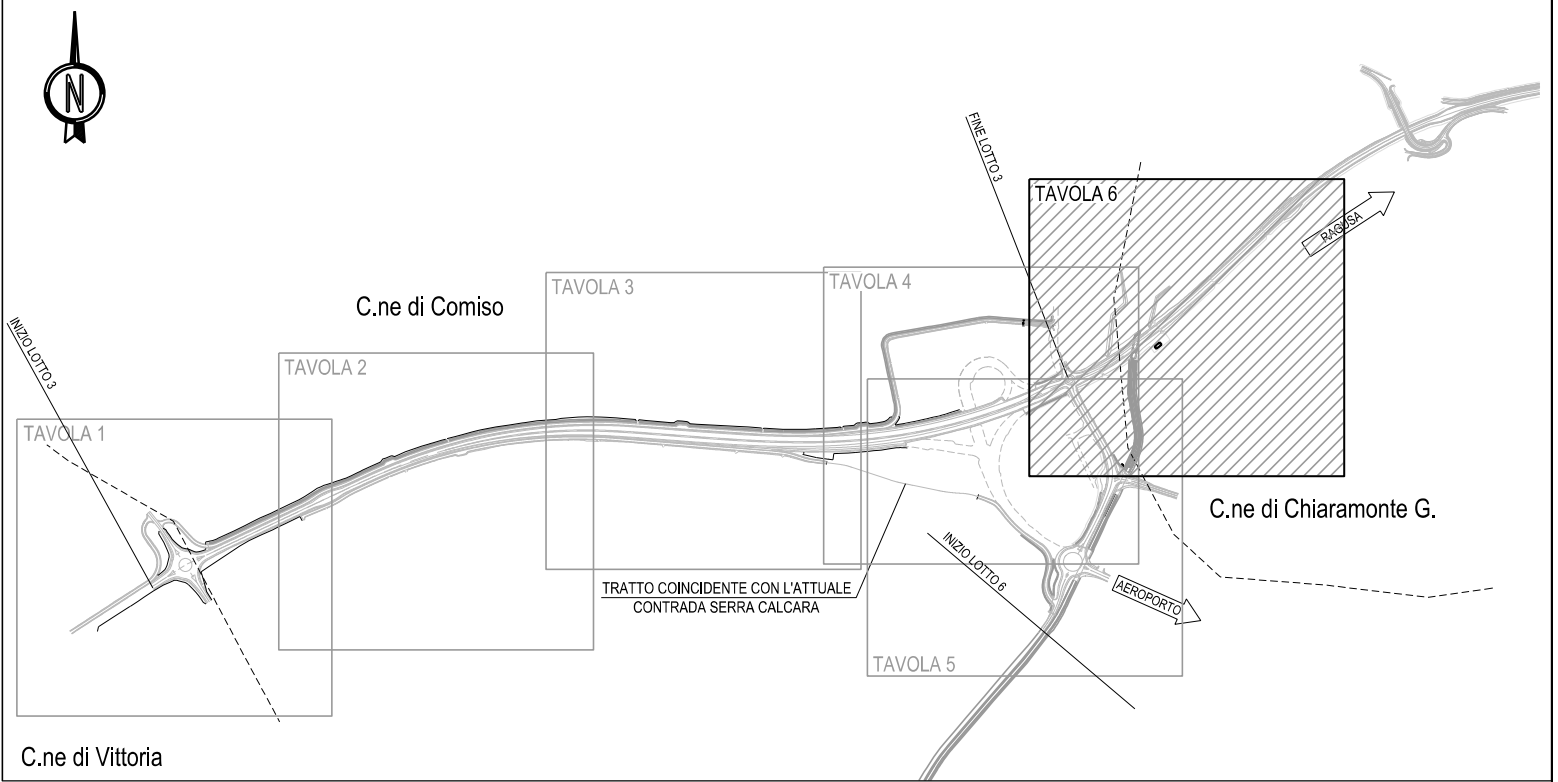 N
FINE LOTTO 3
TAVOLA 6
RAGUSA
TAVOLA 4
TAVOLA 3
C.ne di Comiso
INIZIO LOTTO 3
TAVOLA 2
TAVOLA 1
C.ne di Chiaramonte G.
INIZIO LOTTO 6
TRATTO COINCIDENTE CON L'ATTUALE
CONTRADA SERRA CALCARA
AEROPORTO
TAVOLA 5
C.ne di Vittoria